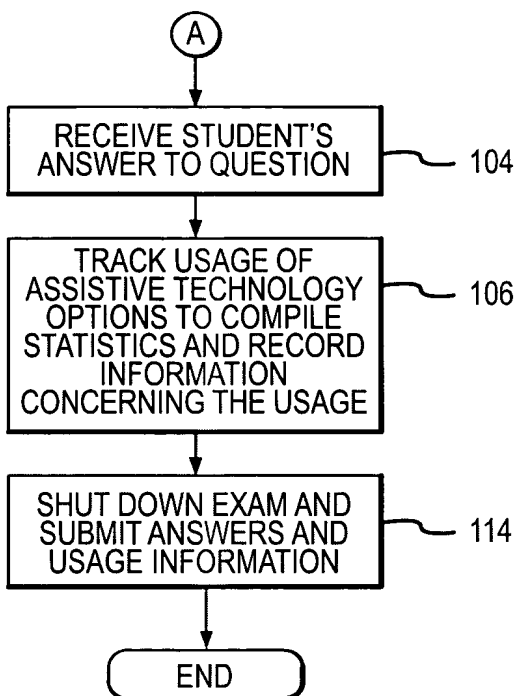 A
RECEIVE STUDENT'S
ANSWER TO QUESTION
104
TRACK USAGE OF
ASSISTIVE TECHNOLOGY
OPTIONS TO COMPILE
STATISTICS AND RECORD
INFORMATION
CONCERNING THE USAGE
106
SHUT DOWN EXAM AND
SUBMIT ANSWERS AND
USAGE INFORMATION
114
END